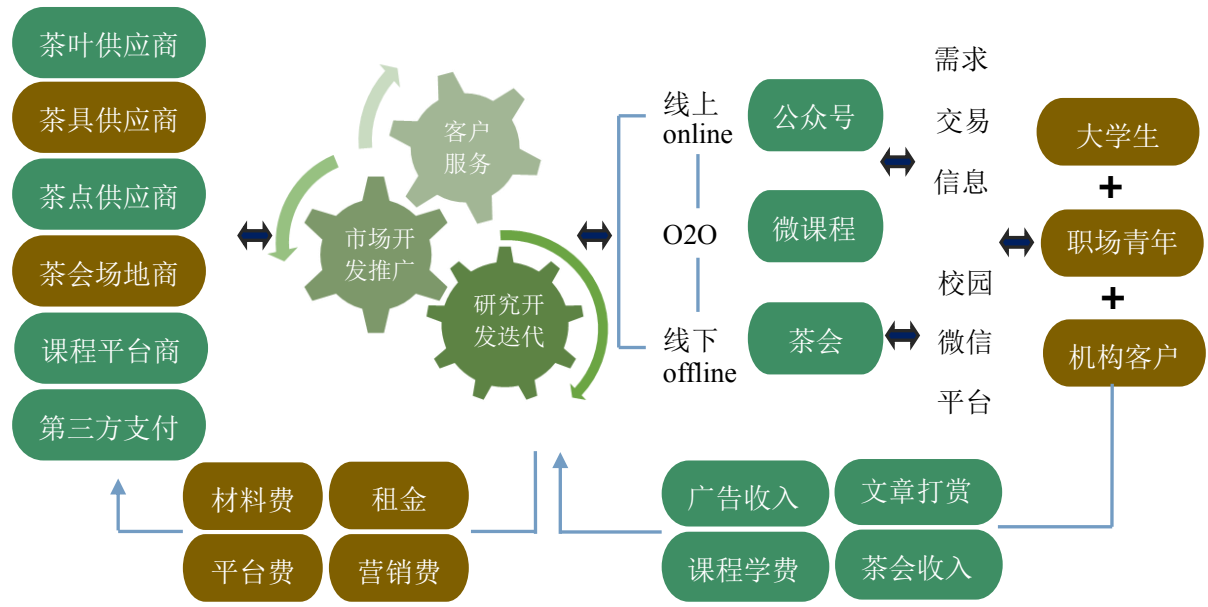 茶叶供应商
茶具供应商
茶点供应商
茶会场地商
课程平台商
第三方支付
客户
服务
市场开
发推广
研究开
发迭代
线上
online
O2O
线下
offline
公众号
微课程
茶会
需求
交易
信息
校园
微信
平台
大学生
+
职场青年
+
机构客户
材料费
租金
平台费
营销费
广告收入
文章打赏
课程学费
茶会收入